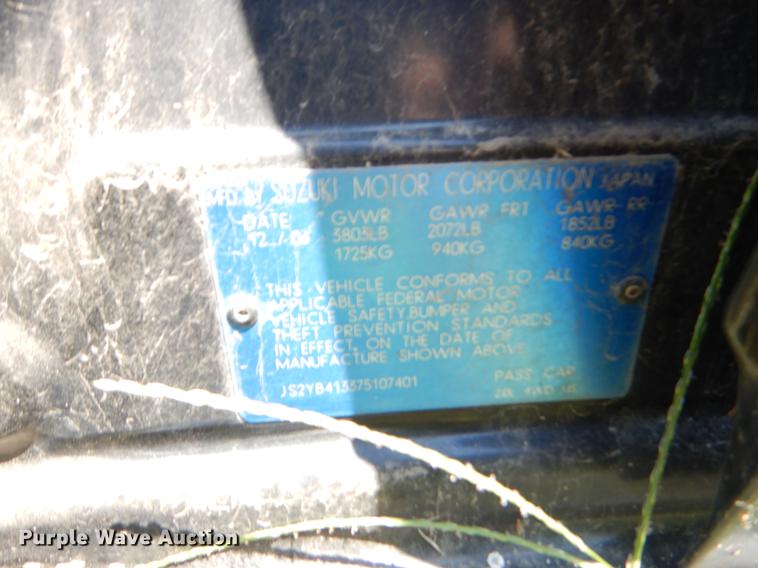 MFD. BY SUZUKI MOTOR CORPORATION JAPAN
DATE GVWR GAWR FRT GAWR RR
12 / 06 3803LB 2072LB 1852LB
1725KG 940KG 840KG
THIS VEHICLE CONFORMS TO ALL
APPLICABLE FEDERAL MOTOR
VEHICLE SAFETY,BUMPER AND
THEFT PREVENTION STANDARDS
IN EFFECT, ON THE DATE OF
MANUFACTURE SHOWN ABOVE
JS2YB413375107401 PASS CAR
4WD
Purple Wave Auction